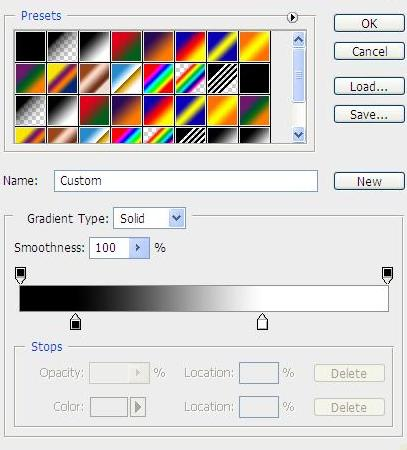 Presets
OK
Cancel
Load...
Save...
Name: Custom New
Gradient Type: Solid
Smoothness: 100 %
Stops
Opacity: % Location: % Delete
Color: Location: % Delete